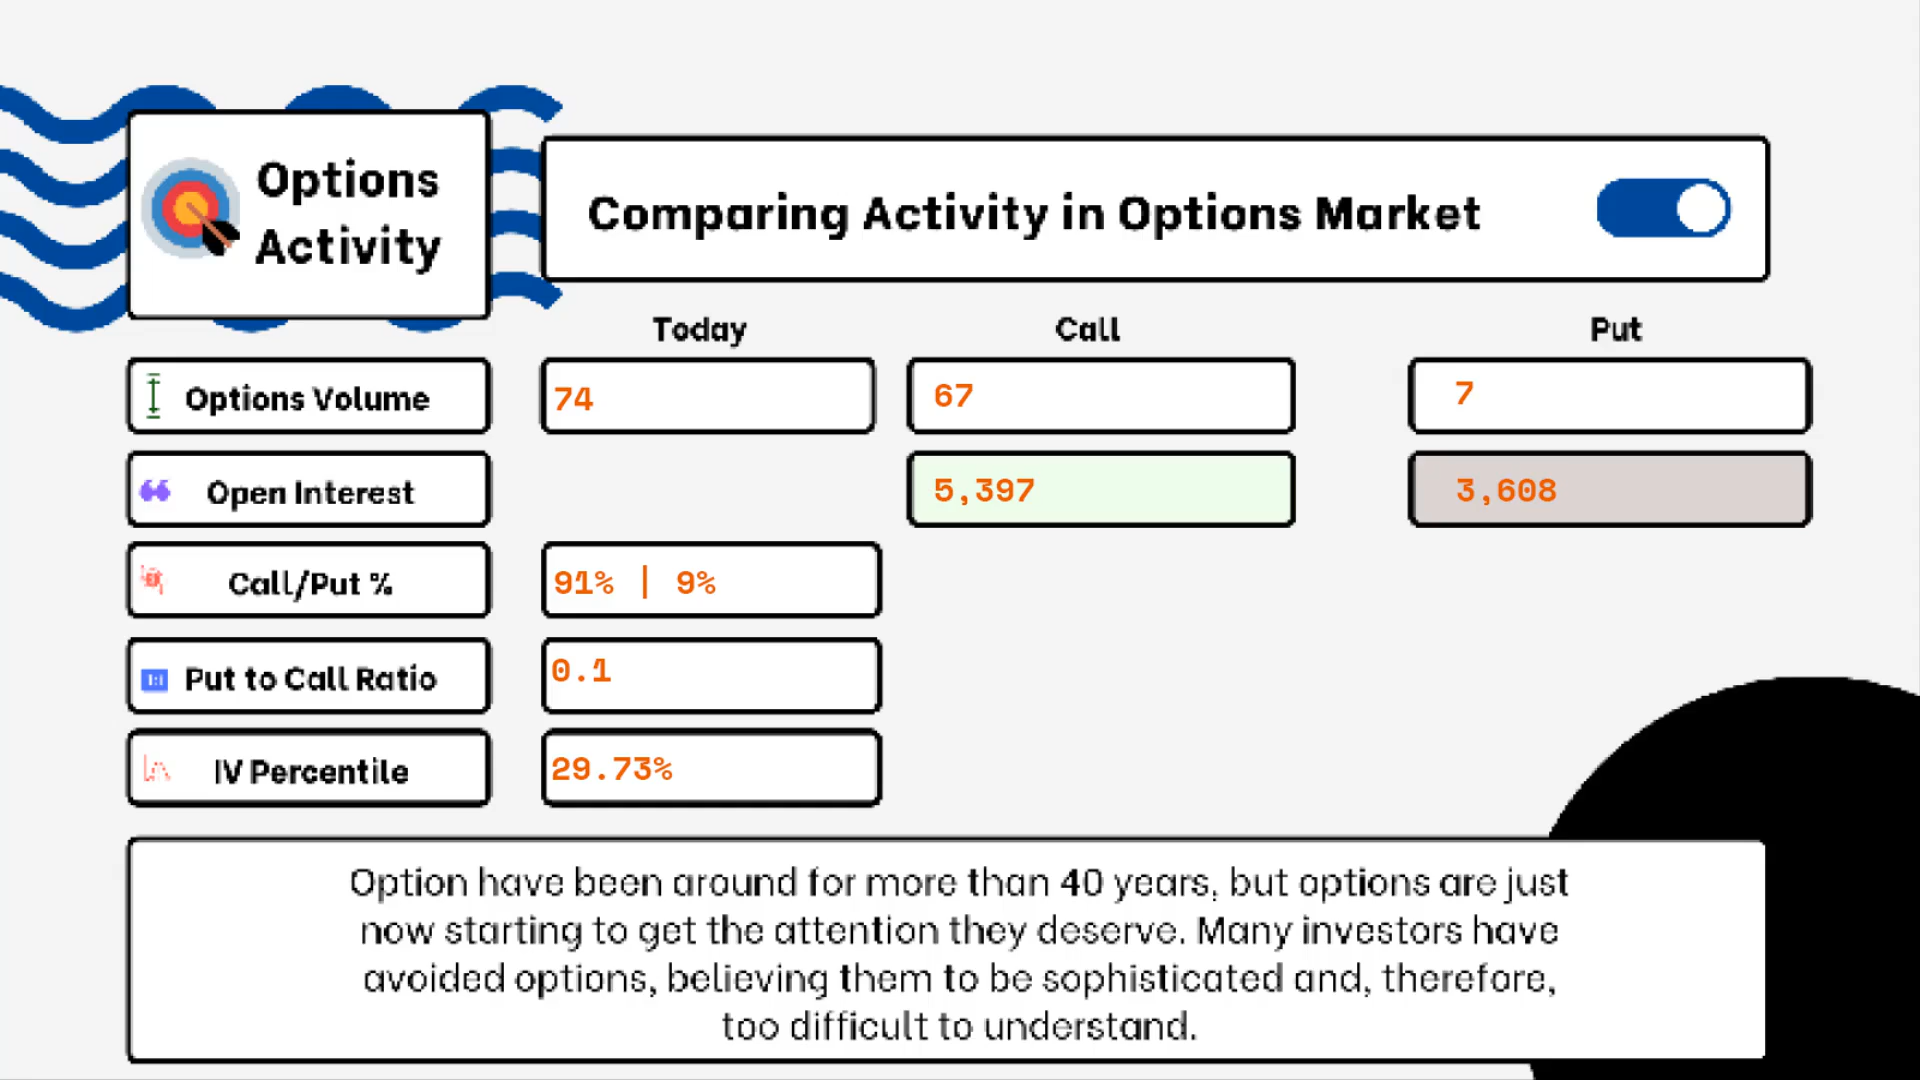 Options
Activity
Comparing Activity in Options Market
Today Call Put
Options Volume 74 67 7
Open Interest 5,397 3,608
Call/Put % 91% | 9%
Put to Call Ratio 0.1
IV Percentile 29.73%
Option have been around for more than 40 years, but options are just
now starting to get the attention they deserve. Many investors have
avoided options, believing them to be sophisticated and, therefore,
too difficult to understand.